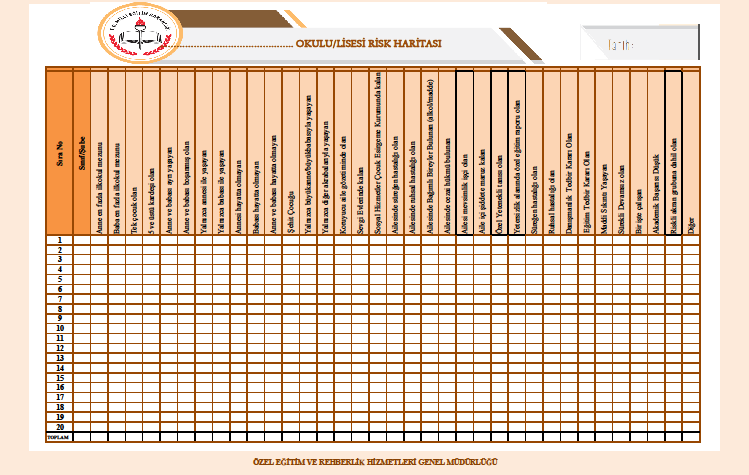 ................................................ OKULU/LİSESİ RİSK HARİTASI
Tarih:
Sıra No
Sınıf/Şube
Anne en fazla ilkokul mezunu
Baba en fazla ilkokul mezunu
Tek çocuk olan
5 ve üstü kardeşi olan
Anne ve babası ayrı yaşayan
Anne ve babası boşanmış olan
Yalnızca annesi ile yaşayan
Yalnızca babası ile yaşayan
Annesi hayatta olmayan
Babası hayatta olmayan
Anne ve babası hayatta olmayan
Şehit Çocuğu
Yalnızca büyükanne/büyükbabasıyla yaşayan
Yalnızca diğer akrabalarıyla yaşayan
Koruyucu aile gözetiminde olan
Sevgi Evlerinde kalan
Sosyal Hizmetler Çocuk Esirgeme Kurumunda kalan
Ailesinde süreğen hastalığı olan
Ailesinde ruhsal hastalığı olan
Ailesinde Bağımlı Bireyler Bulunan (alkol/madde)
Ailesinde cezai hükmü bulunan
Ailesi mevsimlik işçi olan
Aile içi şiddete maruz kalan
Özel Yetenekli tanısı olan
Yetersizlik alanında özel eğitim raporu olan
Süreğen hastalığı olan
Ruhsal hastalığı olan
Danışmanlık Tedbir Kararı Olan
Eğitim Tedbir Kararı Olan
Maddi Sıkıntı Yaşayan
Sürekli Devamsız olan
Bir işte çalışan
Akademik Başarısı Düşük
Riskli akran grubuna dahil olan
Diğer
1
2
3
4
5
6
7
8
9
10
11
12
13
14
15
16
17
18
19
20
TOPLAM
ÖZEL EĞİTİM VE REHBERLİK HİZMETLERİ GENEL MÜDÜRLÜĞÜ